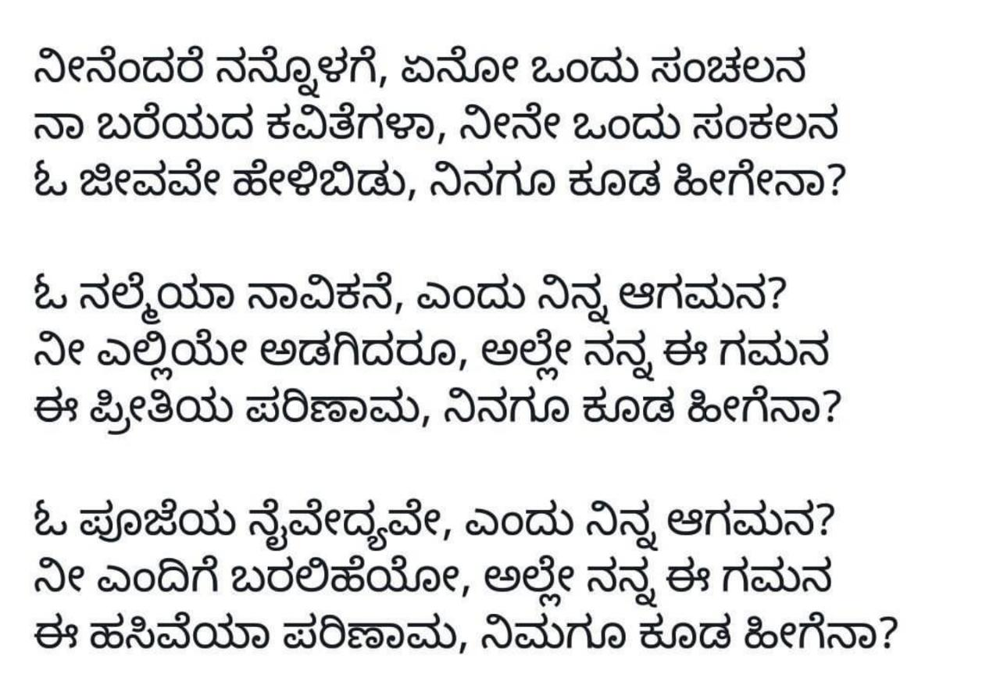 ನೀನೆಂದರೆ ನನ್ನೊಳಗೆ, ಏನೋ ಒಂದು ಸಂಚಲನ
ನಾ ಬರೆಯದ ಕವಿತೆಗಳಾ, ನೀನೇ ಒಂದು ಸಂಕಲನ
ಓ ಜೀವವೇ ಹೇಳಿಬಿಡು, ನಿನಗೂ ಕೂಡ ಹೀಗೇನಾ?
ಓ ನಲ್ಮೆಯಾ ನಾವಿಕನೆ, ಎಂದು ನಿನ್ನ ಆಗಮನ?
ನೀ ಎಲ್ಲಿಯೇ ಅಡಗಿದರೂ, ಅಲ್ಲೇ ನನ್ನ ಈ ಗಮನ
ಈ ಪ್ರೀತಿಯ ಪರಿಣಾಮ, ನಿನಗೂ ಕೂಡ ಹೀಗೆನಾ?
ಓ ಪೂಜೆಯ ನೈವೇದ್ಯವೇ, ಎಂದು ನಿನ್ನ ಆಗಮನ?
ನೀ ಎಂದಿಗೆ ಬರಲಿಹೆಯೋ, ಅಲ್ಲೇ ನನ್ನ ಈ ಗಮನ
ಈ ಹಸಿವೆಯಾ ಪರಿಣಾಮ, ನಿಮಗೂ ಕೂಡ ಹೀಗೆನಾ?